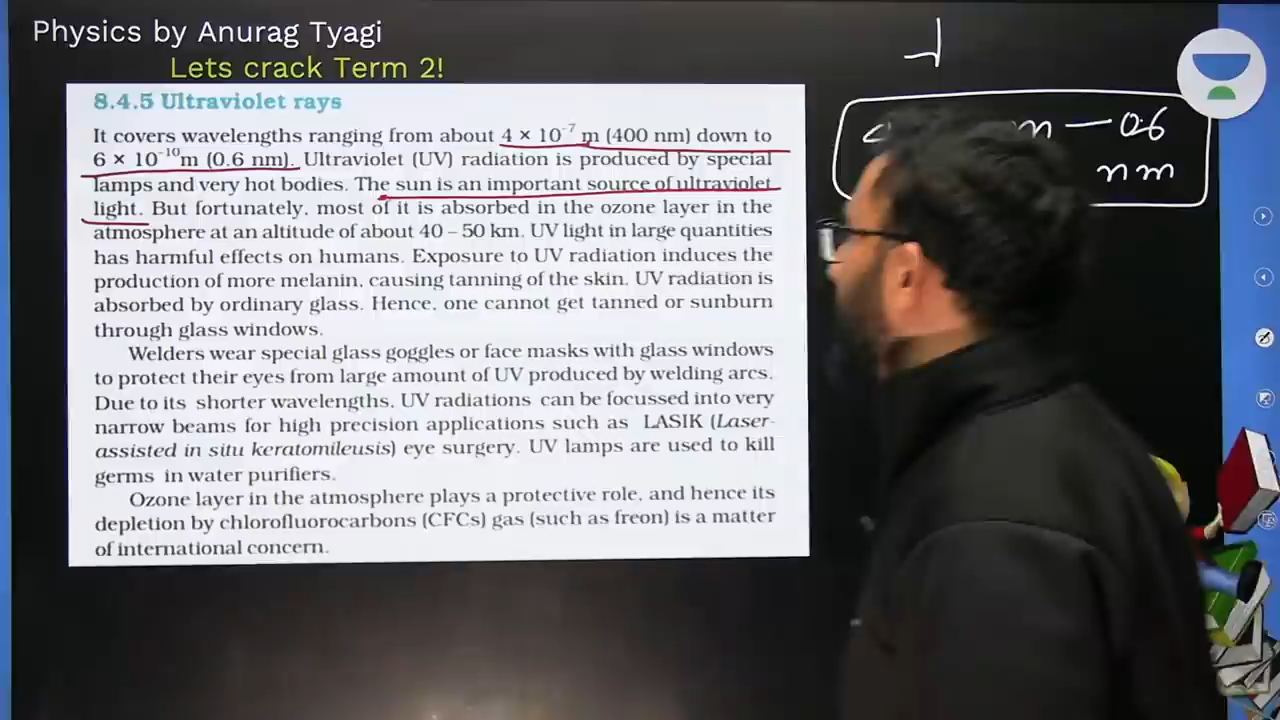 Physics by Anurag Tyagi
Lets crack Term 2!
8.4.5 Ultraviolet rays
It covers wavelengths ranging from about 4 × 10⁻⁷ m (400 nm) down to
6 × 10⁻¹⁰m (0.6 nm). Ultraviolet (UV) radiation is produced by special
lamps and very hot bodies. The sun is an important source of ultraviolet
light. But fortunately, most of it is absorbed in the ozone layer in the
atmosphere at an altitude of about 40 – 50 km. UV light in large quantities
has harmful effects on humans. Exposure to UV radiation induces the
production of more melanin, causing tanning of the skin. UV radiation is
absorbed by ordinary glass. Hence, one cannot get tanned or sunburn
through glass windows.
Welders wear special glass goggles or face masks with glass windows
to protect their eyes from large amount of UV produced by welding arcs.
Due to its shorter wavelengths, UV radiations can be focussed into very
narrow beams for high precision applications such as LASIK (Laser-
assisted in situ keratomileusis) eye surgery. UV lamps are used to kill
germs in water purifiers.
Ozone layer in the atmosphere plays a protective role, and hence its
depletion by chlorofluorocarbons (CFCs) gas (such as freon) is a matter
of international concern.
— 0.6
nm